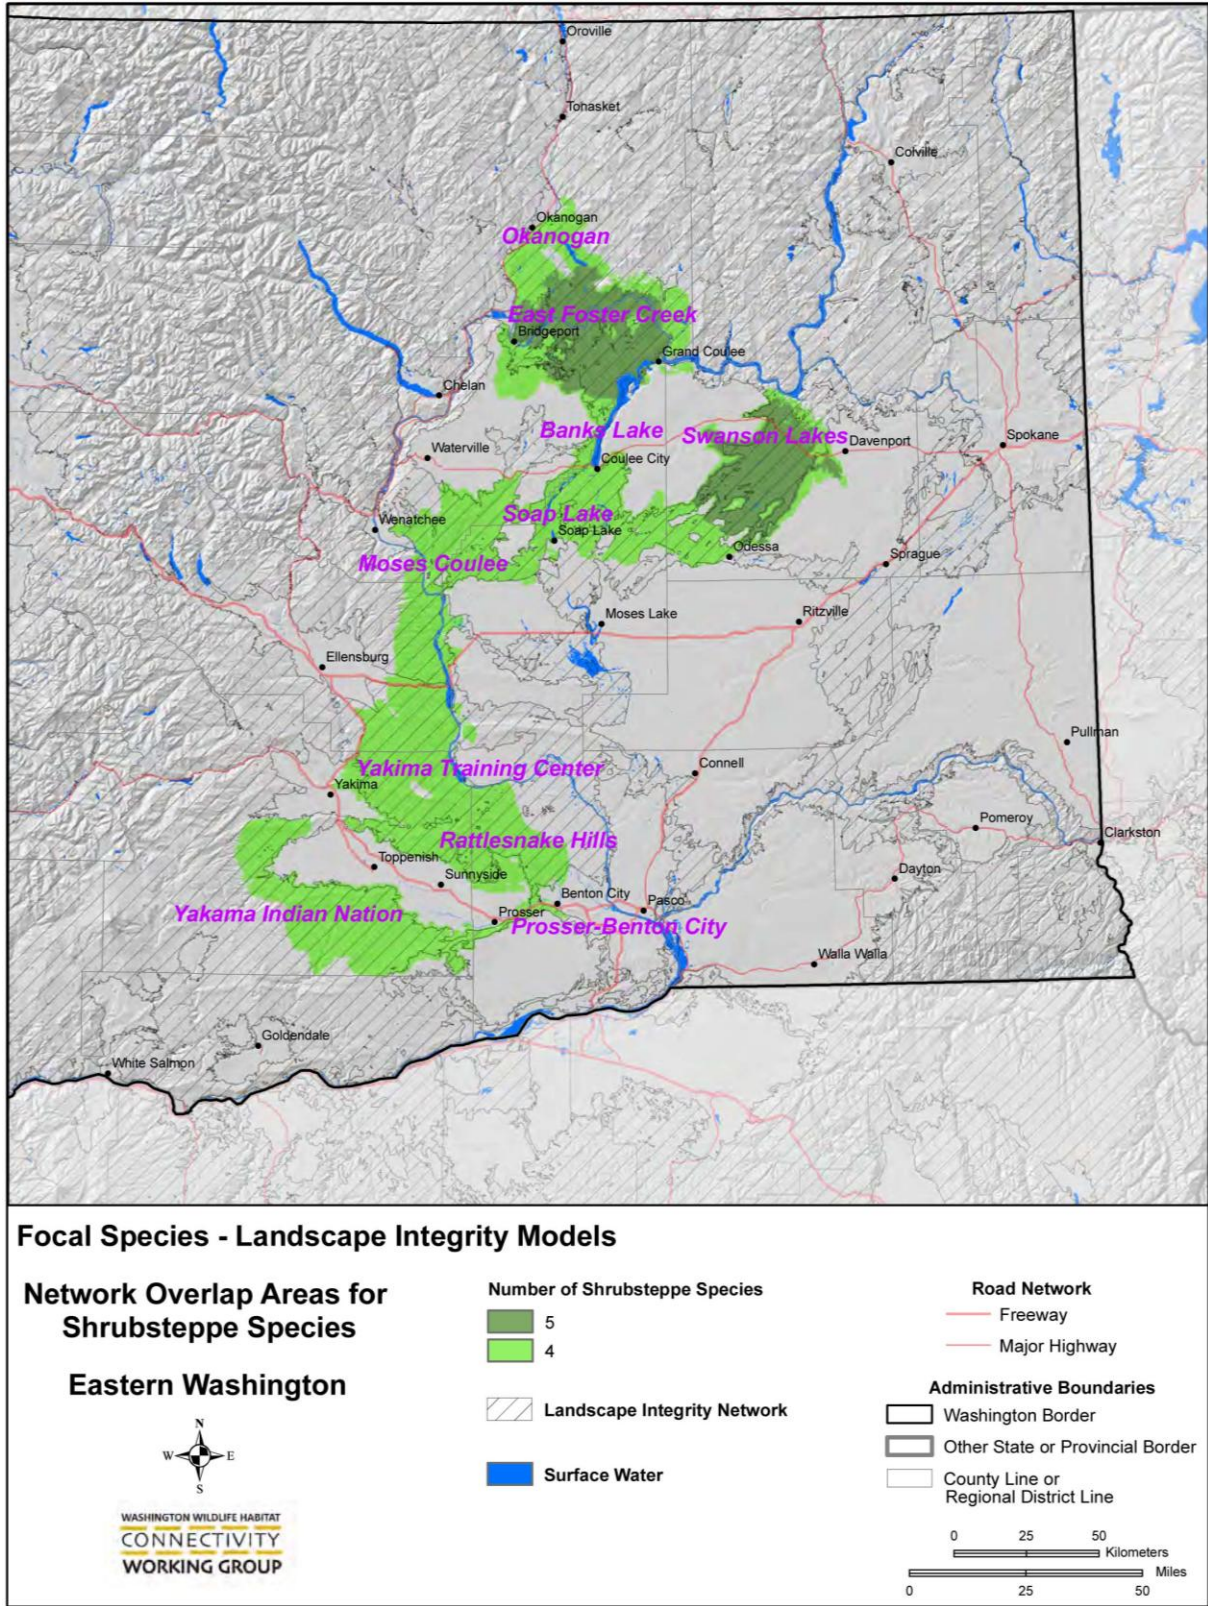 Oroville
Tohasket
Colville
Okanogan
Okanogan
East Foster Creek
Bridgeport
Grand Coulee
Chelan
Banks Lake
Swanson Lakes
Waterville
Davenport
Spokane
Coulee City
Soap Lake
Wenatchee
Soap Lake
Odessa
Moses Coulee
Sprague
Moses Lake
Ritzville
Ellensburg
Pullman
Yakima Training Center
Connell
Yakima
Pomeroy
Clarkston
Rattlesnake Hills
Toppenish
Sunnyside
Dayton
Benton City
Pasco
Yakama Indian Nation
Prosser
Prosser-Benton City
Walla Walla
Goldendale
White Salmon
Focal Species - Landscape Integrity Models
Network Overlap Areas for
Shrubsteppe Species
Eastern Washington
N
W
E
S
WASHINGTON WILDLIFE HABITAT
CONNECTIVITY
WORKING GROUP
Number of Shrubsteppe Species
5
4
Landscape Integrity Network
Surface Water
Road Network
Freeway
Major Highway
Administrative Boundaries
Washington Border
Other State or Provincial Border
County Line or
Regional District Line
0 25 50
Kilometers
Miles
0 25 50